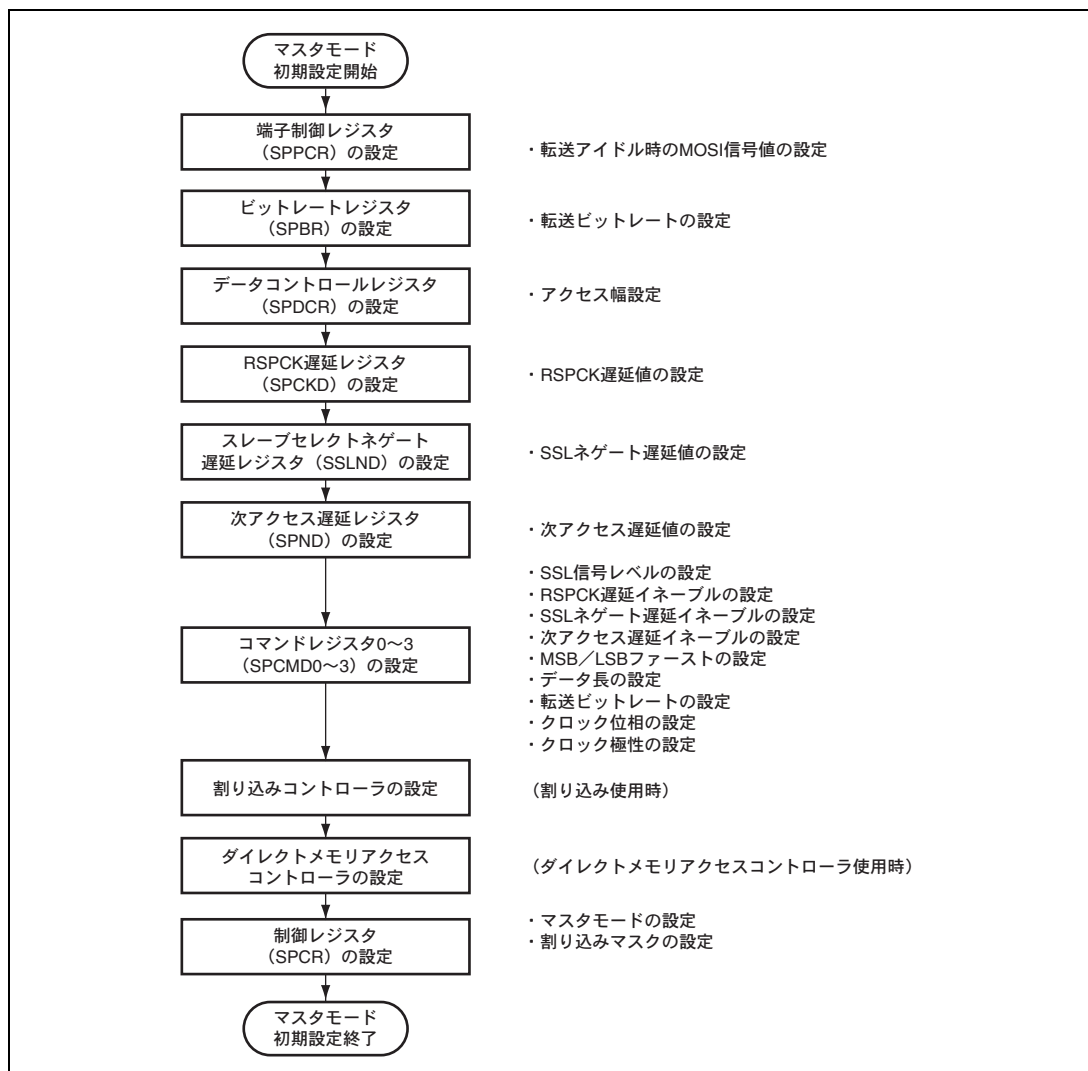 マスタモード
初期設定開始
端子制御レジスタ
(SPPCR) の設定
・転送アイドル時のMOSI信号値の設定
ビットレートレジスタ
(SPBR) の設定
・転送ビットレートの設定
データコントロールレジスタ
(SPDCR) の設定
・アクセス幅設定
RSPCK遅延レジスタ
(SPCKD) の設定
・RSPCK遅延値の設定
スレーブセレクトネゲート
遅延レジスタ (SSLND) の設定
・SSLネゲート遅延値の設定
次アクセス遅延レジスタ
(SPND) の設定
・次アクセス遅延値の設定
コマンドレジスタ0〜3
(SPCMD0〜3) の設定
・SSL信号レベルの設定
・RSPCK遅延イネーブルの設定
・SSLネゲート遅延イネーブルの設定
・次アクセス遅延イネーブルの設定
・MSB／LSBファーストの設定
・データ長の設定
・転送ビットレートの設定
・クロック位相の設定
・クロック極性の設定
割り込みコントローラの設定
(割り込み使用時)
ダイレクトメモリアクセス
コントローラの設定
(ダイレクトメモリアクセスコントローラ使用時)
制御レジスタ
(SPCR) の設定
・マスタモードの設定
・割り込みマスクの設定
マスタモード
初期設定終了